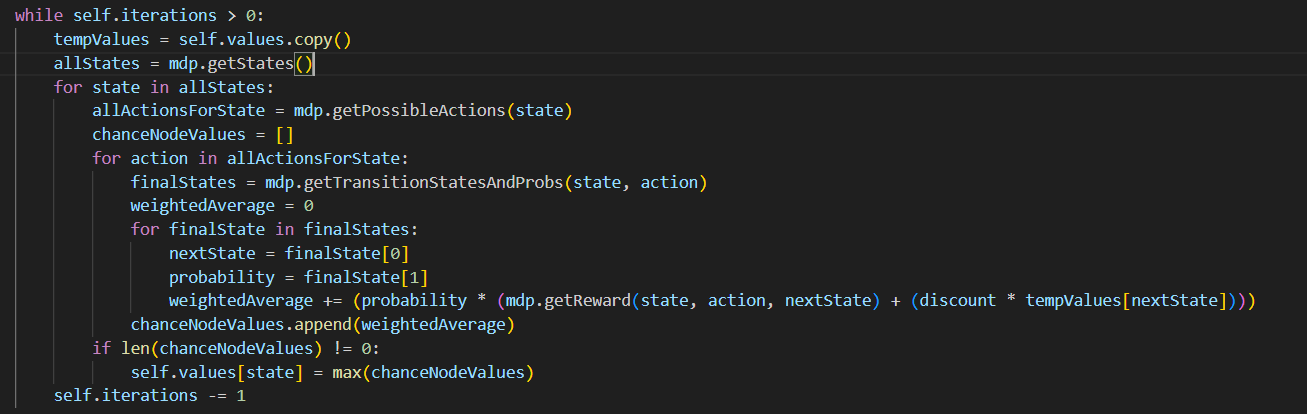 while self.iterations > 0:
    tempValues = self.values.copy()
    allStates = mdp.getStates()
    for state in allStates:
        allActionsForState = mdp.getPossibleActions(state)
        chanceNodeValues = []
        for action in allActionsForState:
            finalStates = mdp.getTransitionStatesAndProbs(state, action)
            weightedAverage = 0
            for finalState in finalStates:
                nextState = finalState[0]
                probability = finalState[1]
                weightedAverage += (probability * (mdp.getReward(state, action, nextState) + (discount * tempValues[nextState])))
            chanceNodeValues.append(weightedAverage)
        if len(chanceNodeValues) != 0:
            self.values[state] = max(chanceNodeValues)
    self.iterations -= 1